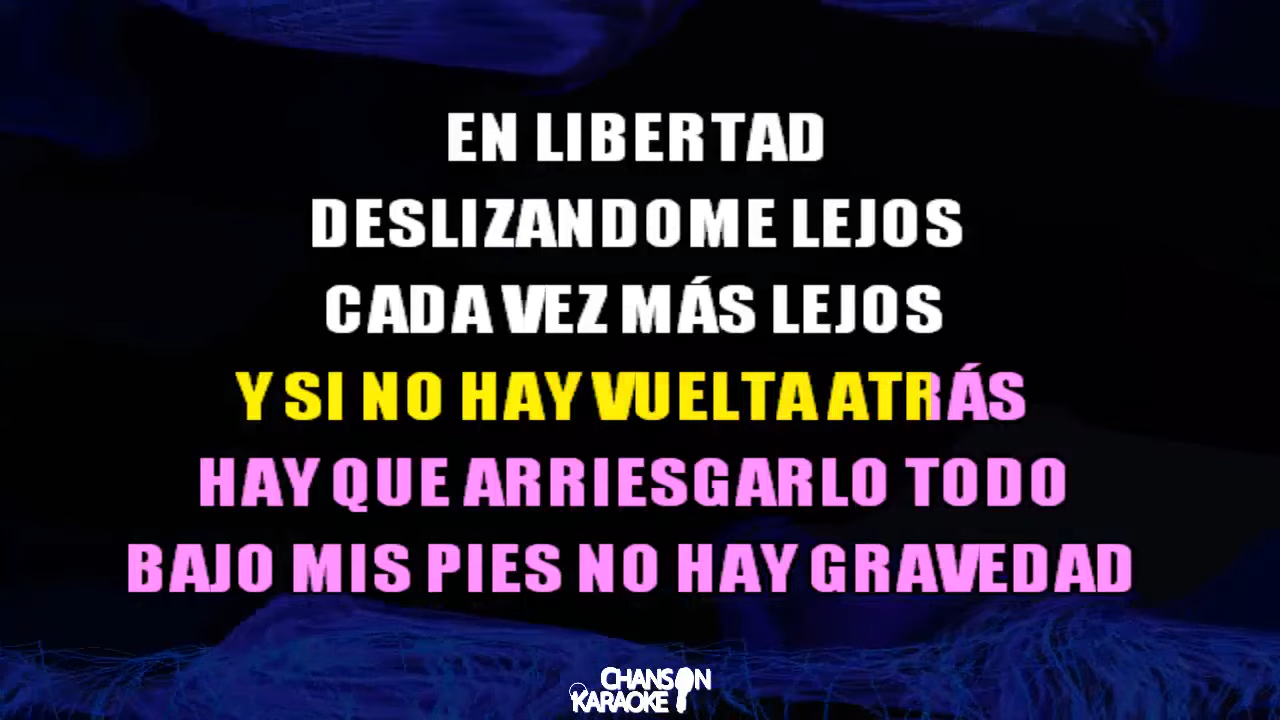 EN LIBERTAD
DESLIZANDOME LEJOS
CADA VEZ MÁS LEJOS
Y SI NO HAY VUELTA ATRÁS
HAY QUE ARRIESGARLO TODO
BAJO MIS PIES NO HAY GRAVEDAD
CHANSON
KARAOKE